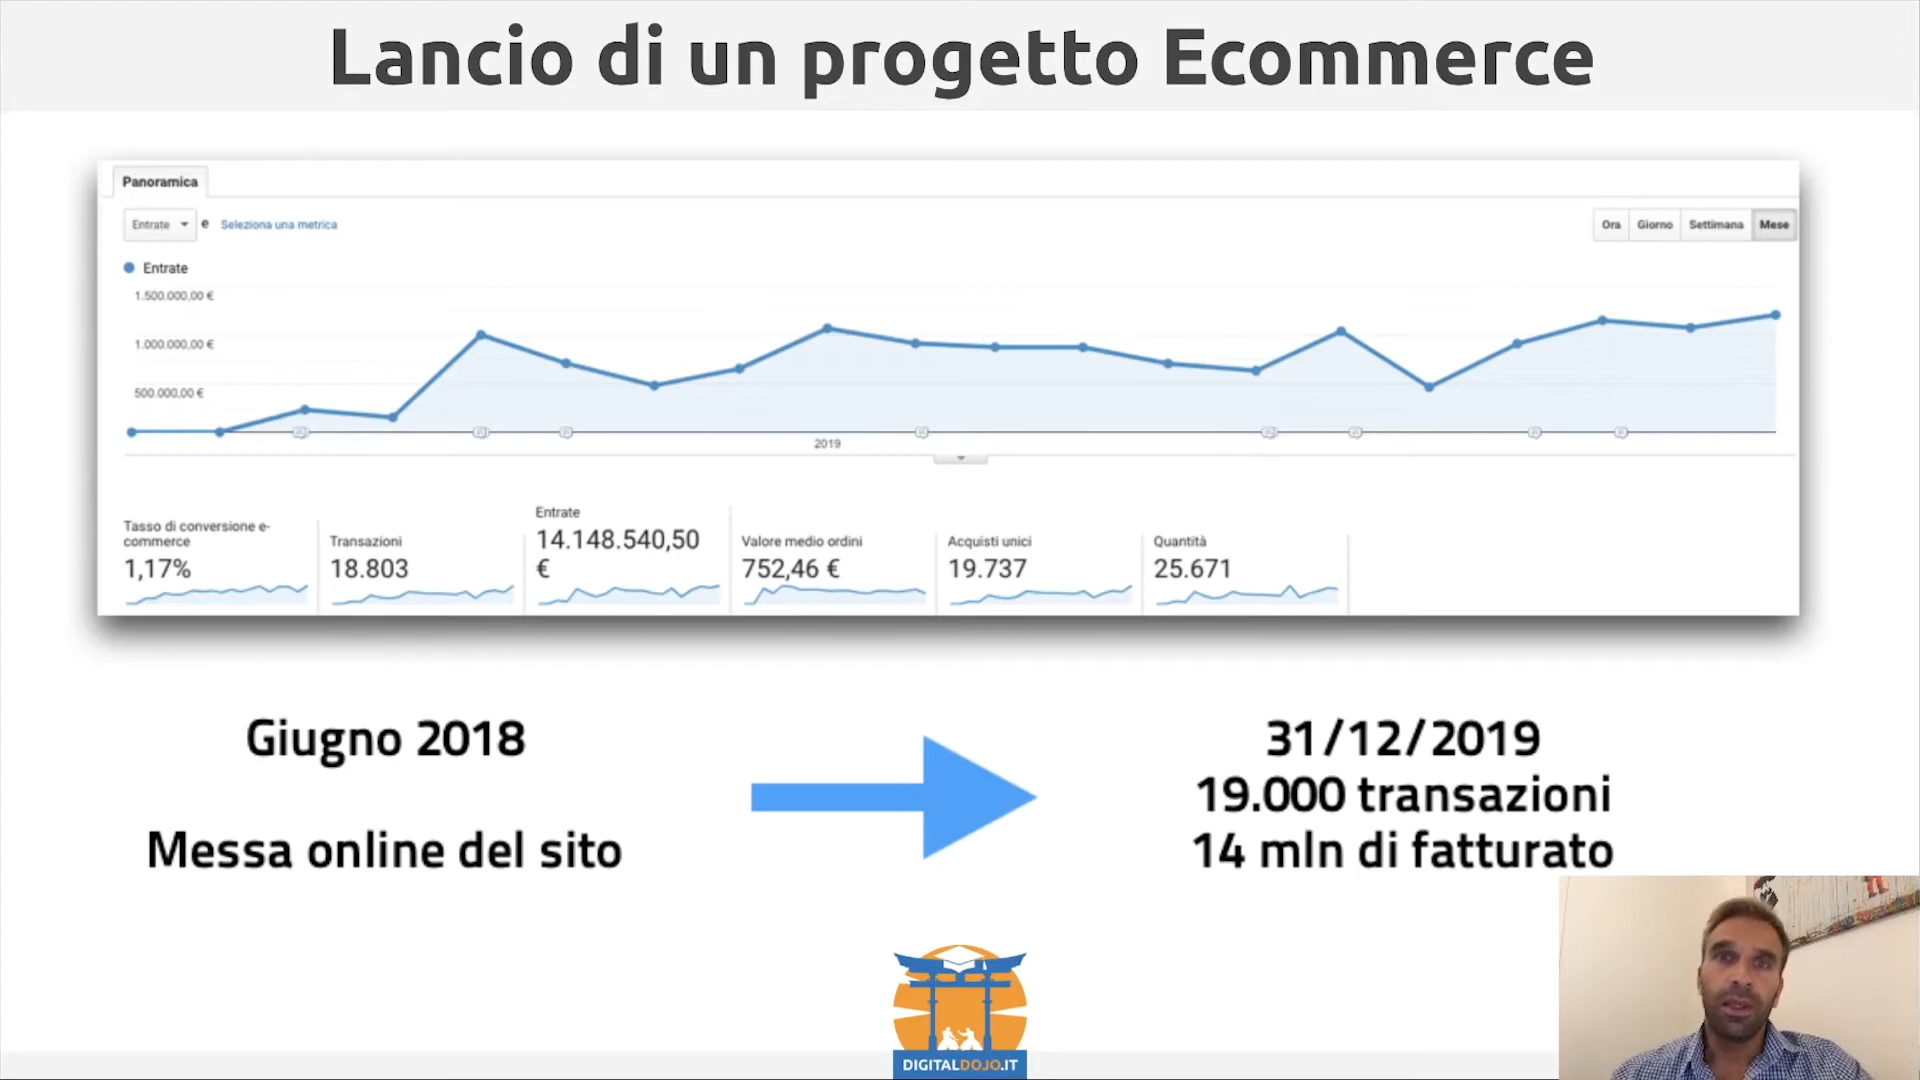 Lancio di un progetto Ecommerce
Panoramica
Entrate e Seleziona una metrica
Ora Giorno Settimana Mese
Entrate
1.500.000,00 €
1.000.000,00 €
500.000,00 €
2019
Tasso di conversione e-
commerce
1,17%
Transazioni
18.803
Entrate
14.148.540,50
€
Valore medio ordini
752,46 €
Acquisti unici
19.737
Quantità
25.671
Giugno 2018
Messa online del sito
31/12/2019
19.000 transazioni
14 mln di fatturato
DIGITALDOJO.IT